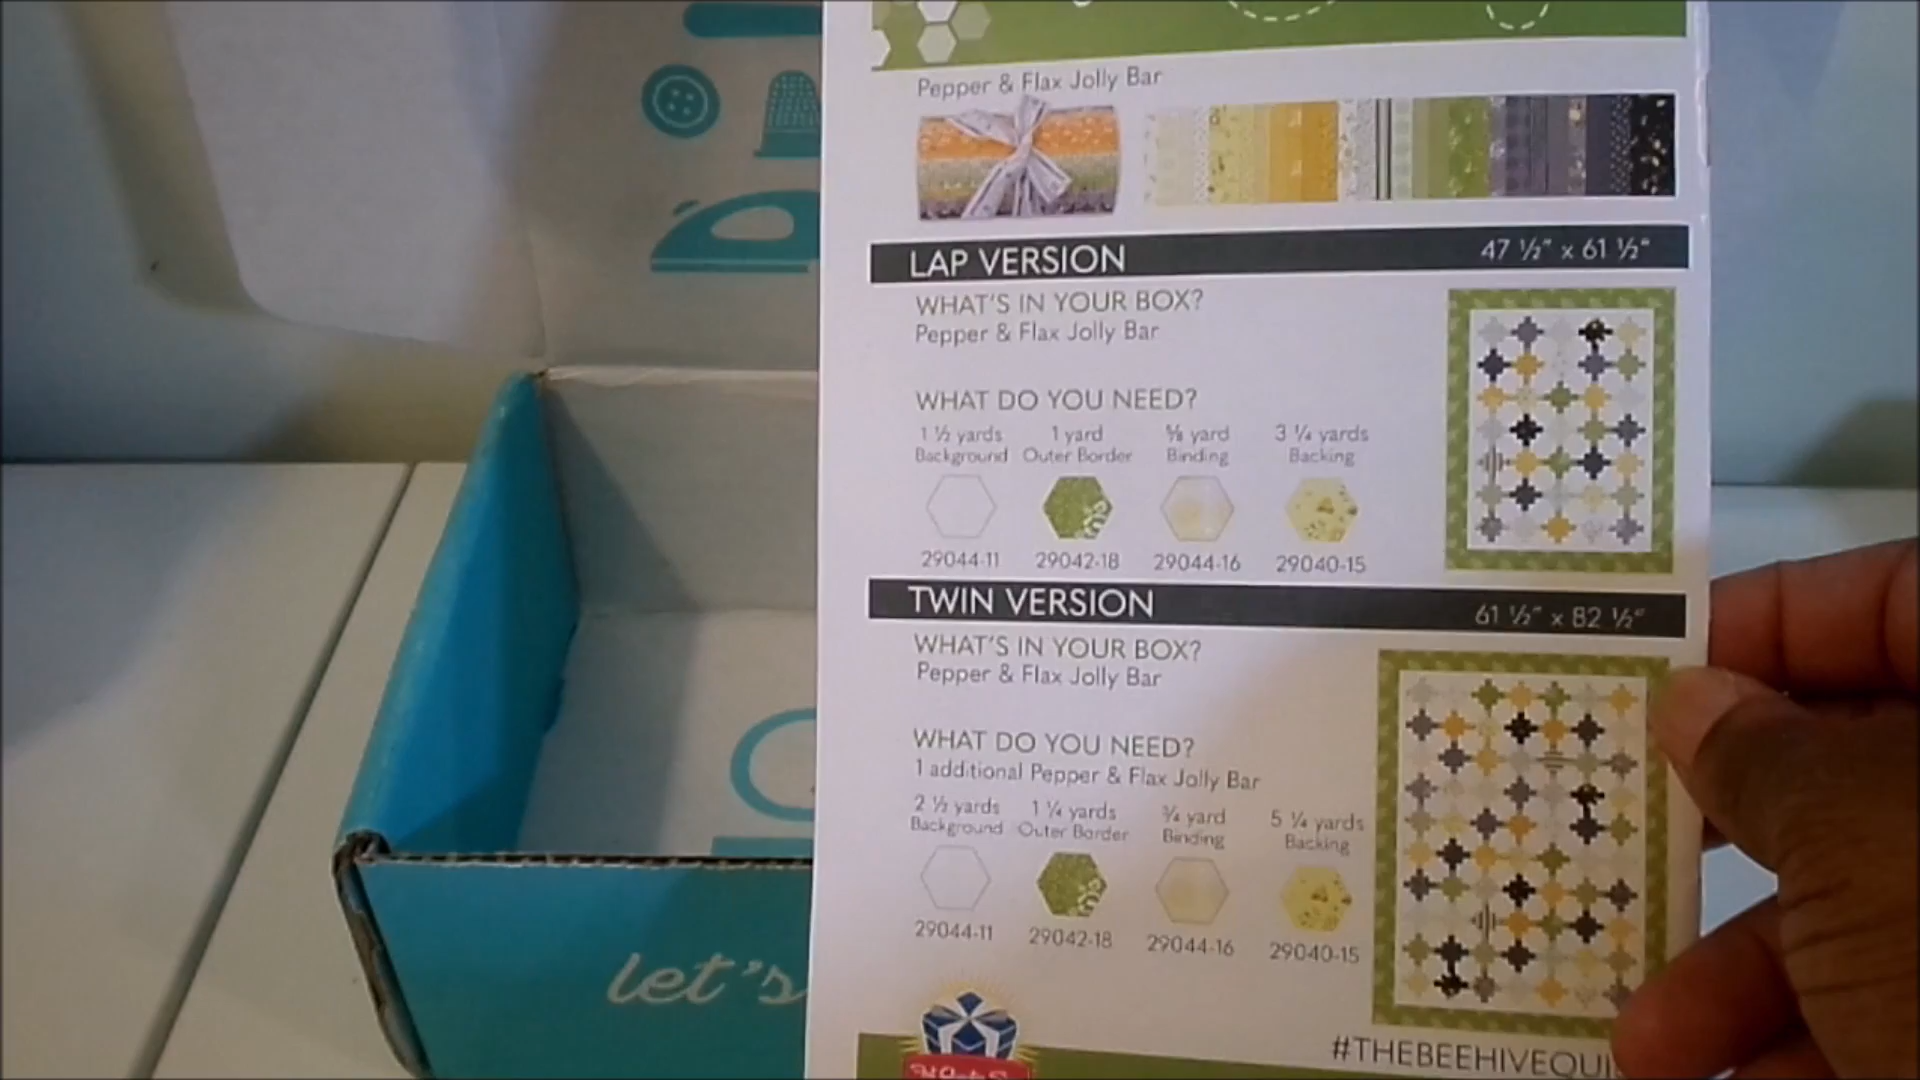 Pepper & Flax Jolly Bar
LAP VERSION 47 ½" x 61 ½"
WHAT'S IN YOUR BOX?
Pepper & Flax Jolly Bar
WHAT DO YOU NEED?
1 ½ yards 1 yard ⅝ yard 3 ¼ yards
Background Outer Border Binding Backing
29044-11 29042-18 29044-16 29040-15
TWIN VERSION 61 ½" x 82 ½"
WHAT'S IN YOUR BOX?
Pepper & Flax Jolly Bar
WHAT DO YOU NEED?
1 additional Pepper & Flax Jolly Bar
2 ½ yards 1 ¼ yards ¾ yard 5 ¼ yards
Background Outer Border Binding Backing
29044-11 29042-18 29044-16 29040-15
let's
#THEBEEHIVEQUI